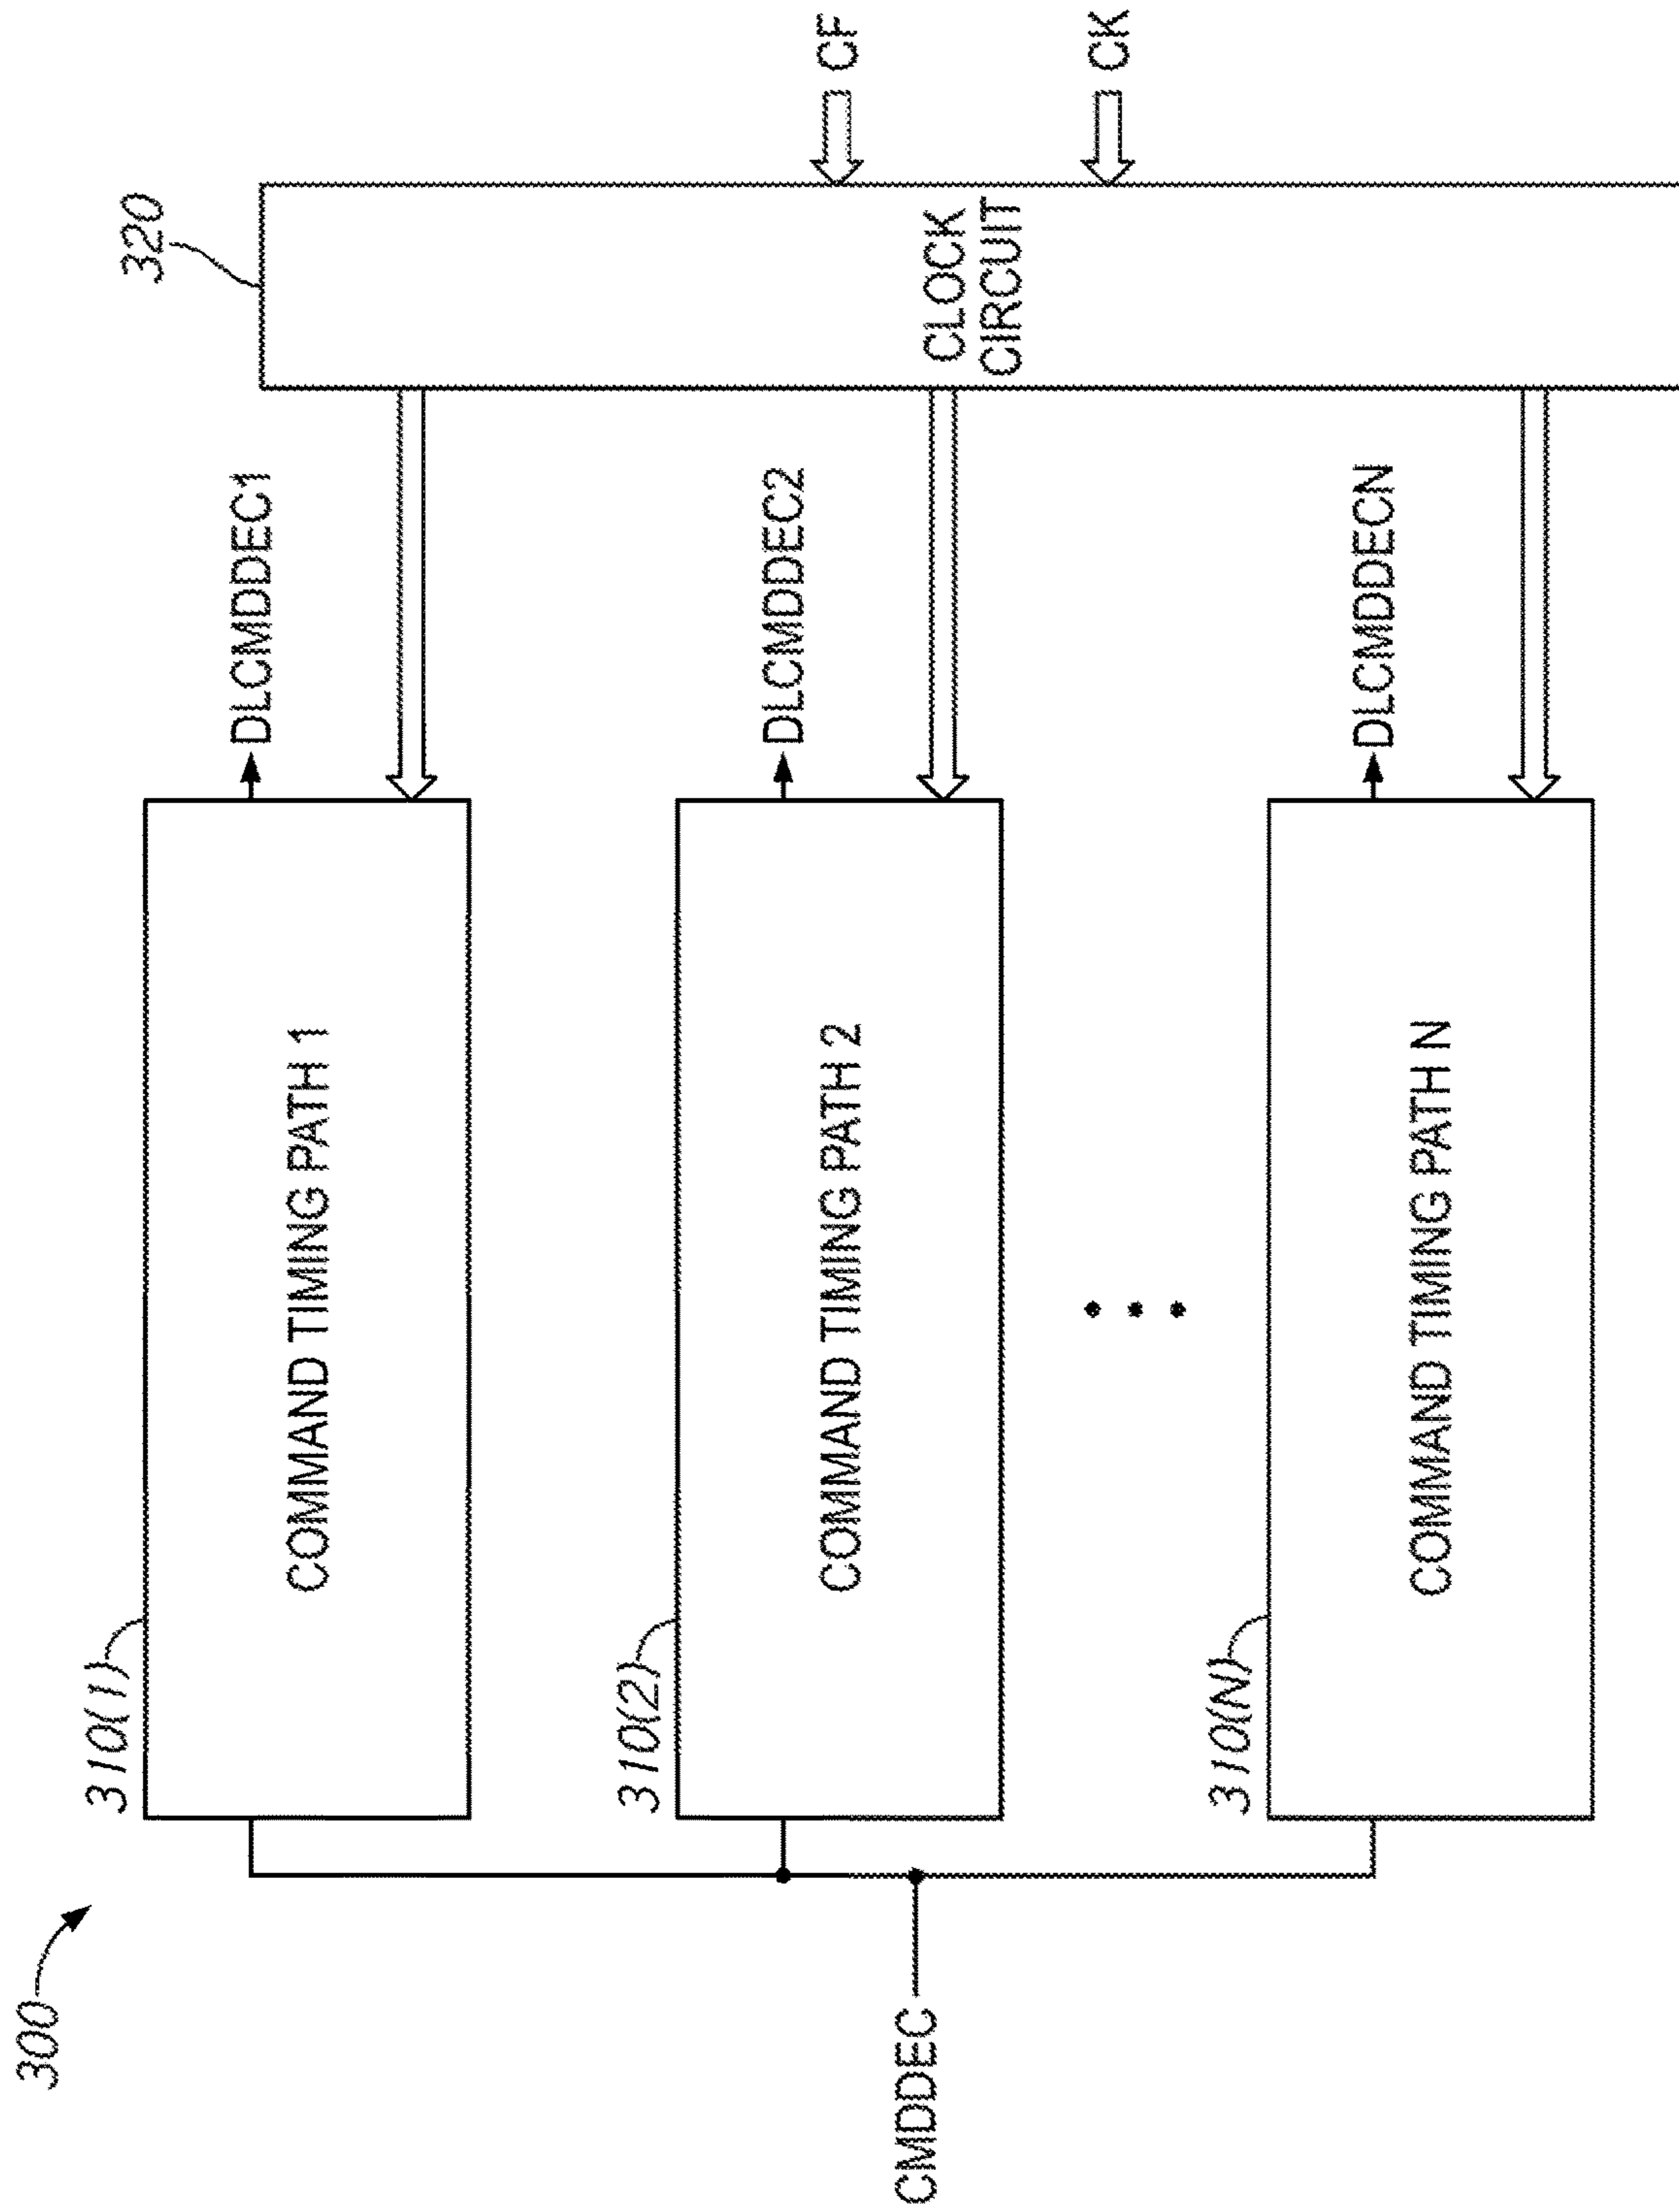 300
310(1)
COMMAND TIMING PATH 1
DLCMDDEC1
320
310(2)
COMMAND TIMING PATH 2
DLCMDDEC2
CMDDEC
CLOCK
CIRCUIT
CF
CK
310(N)
COMMAND TIMING PATH N
DLCMDDECN